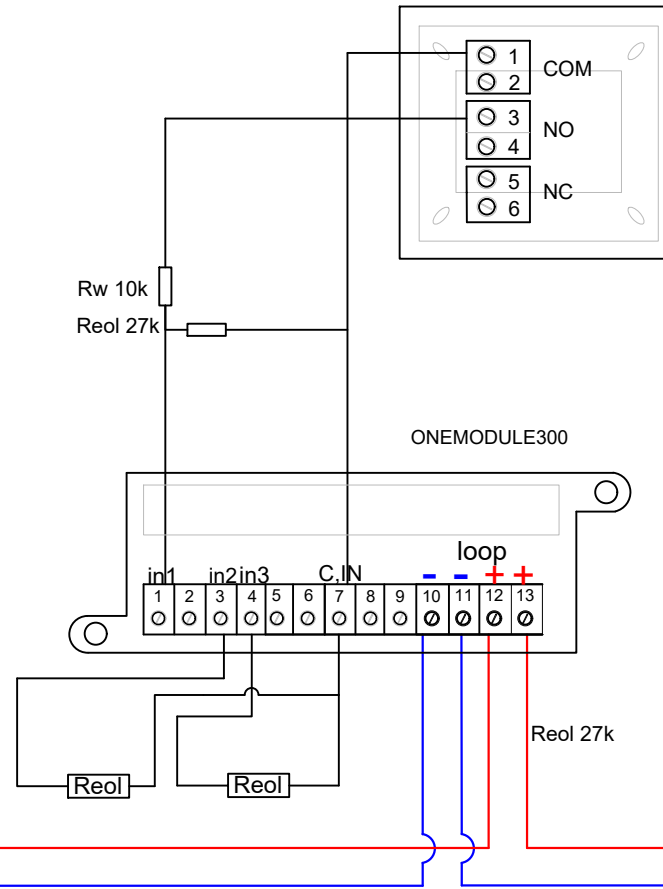 1
COM
2
3
NO
4
5
NC
6
Rw 10k
Reol 27k
ONEMODULE300
loop
in1 in2 in3 C,IN - - + +
1 2 3 4 5 6 7 8 9 10 11 12 13
Reol 27k
Reol Reol